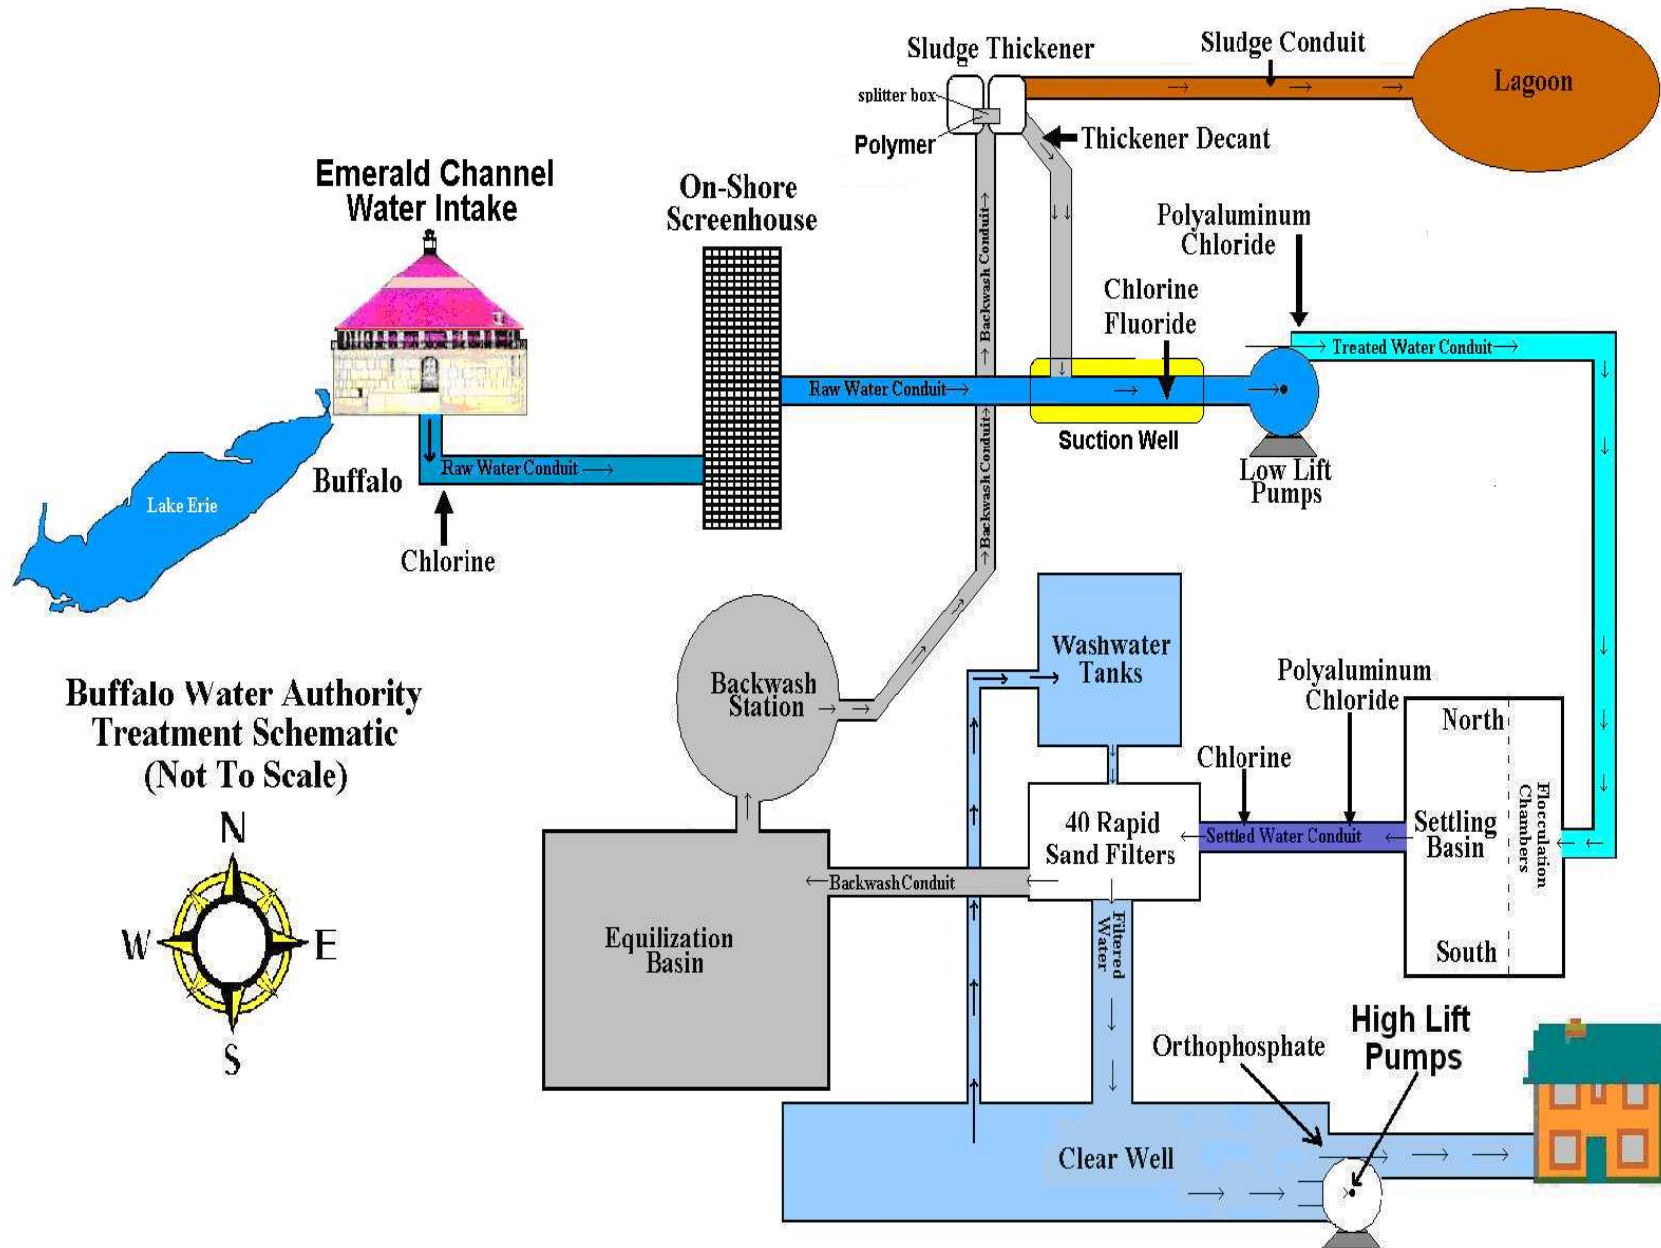 Sludge Thickener
Sludge Conduit
Lagoon
splitter box
Polymer
Thickener Decant
Emerald Channel
Water Intake
On-Shore
Screenhouse
Polyaluminum
Chloride
Chlorine
Fluoride
Backwash Conduit
Treated Water Conduit
Raw Water Conduit
Suction Well
Low Lift
Pumps
Buffalo
Raw Water Conduit
Lake Erie
Chlorine
Backwash Conduit
Washwater
Tanks
Backwash
Station
Polyaluminum
Chloride
Chlorine
North
Settling
Basin
South
Flocculation
Chambers
Settled Water Conduit
40 Rapid
Sand Filters
Backwash Conduit
Equilization
Basin
Filtered
Water
Buffalo Water Authority
Treatment Schematic
(Not To Scale)
N
W
E
S
Orthophosphate
High Lift
Pumps
Clear Well